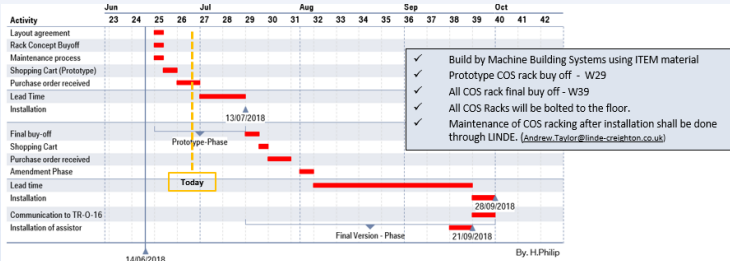 Jun Jul Aug Sep Oct
Activity 23 24 25 26 27 28 29 30 31 32 33 34 35 36 37 38 39 40 41 42
Layout agreement
Rack Concept Buyoff
Maintenance process
Shopping Cart (Prototype)
Purchase order received
Lead Time
Installation
13/07/2018
Final buy-off
Prototype-Phase
Shopping Cart
Purchase order received
Amendment Phase
Today
Lead time
Installation
28/09/2018
Communication to TR-O-16
Installation of assistor
Final Version - Phase
21/09/2018
14/06/2018
By. H.Philip
✓ Build by Machine Building Systems using ITEM material
✓ Prototype COS rack buy off - W29
✓ All COS rack final buy off - W39
✓ All COS Racks will be bolted to the floor.
✓ Maintenance of COS racking after installation shall be done
through LINDE. (Andrew.Taylor@linde-creighton.co.uk)